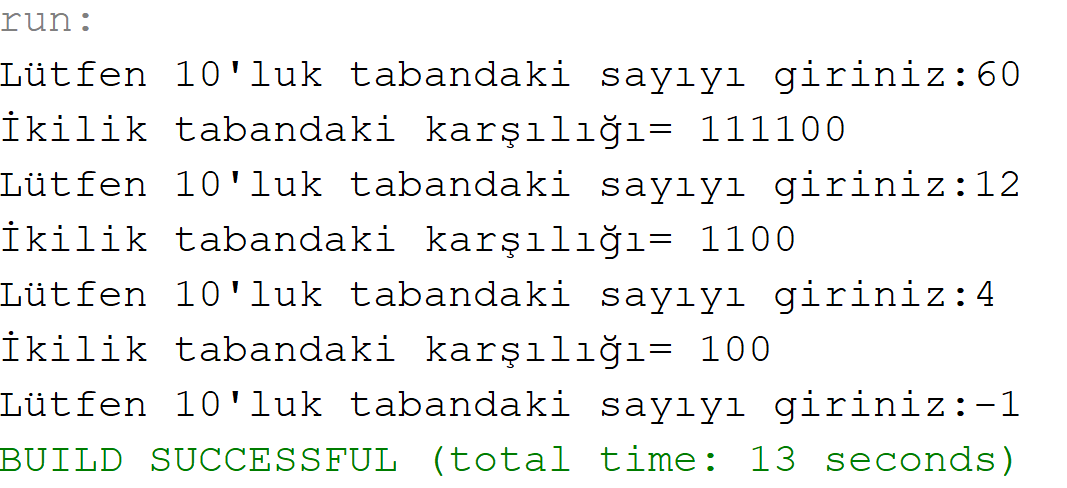 run:
Lütfen 10'luk tabandaki sayıyı giriniz:60
İkilik tabandaki karşılığı= 111100
Lütfen 10'luk tabandaki sayıyı giriniz:12
İkilik tabandaki karşılığı= 1100
Lütfen 10'luk tabandaki sayıyı giriniz:4
İkilik tabandaki karşılığı= 100
Lütfen 10'luk tabandaki sayıyı giriniz:-1
BUILD SUCCESSFUL (total time: 13 seconds)